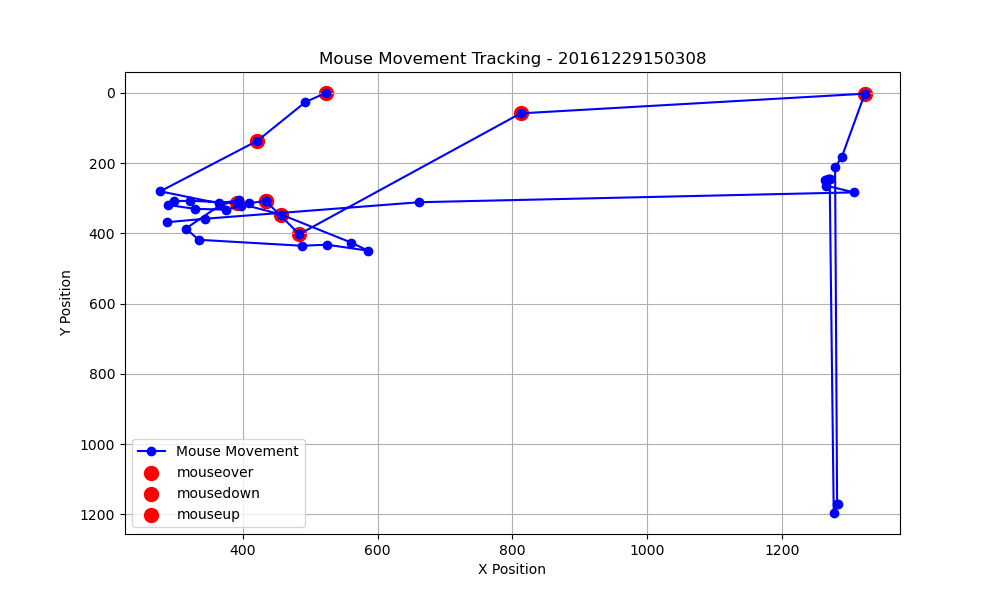 Mouse Movement Tracking - 20161229150308
0
200
400
600
800
1000
1200
Y Position
Mouse Movement
mouseover
mousedown
mouseup
400
600
800
1000
1200
X Position